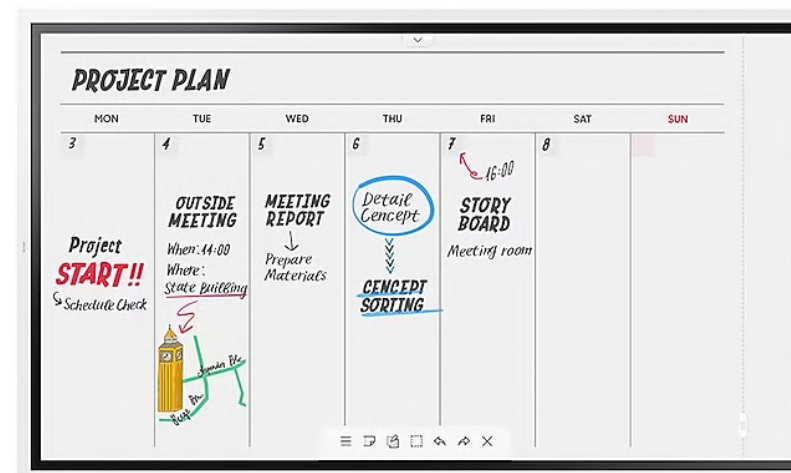 PROJECT PLAN
MON TUE WED THU FRI SAT SUN
3 4 5 6 7 8
16:00
Project
START!!
Schedule Check
OUTSIDE
MEETING
When: 14:00
Where:
State Builβing
MEETING
REPORT
Prepare
Materials
Detail
Cencept
CENCEPT
SORTING
STORY
BOARD
Meeting room